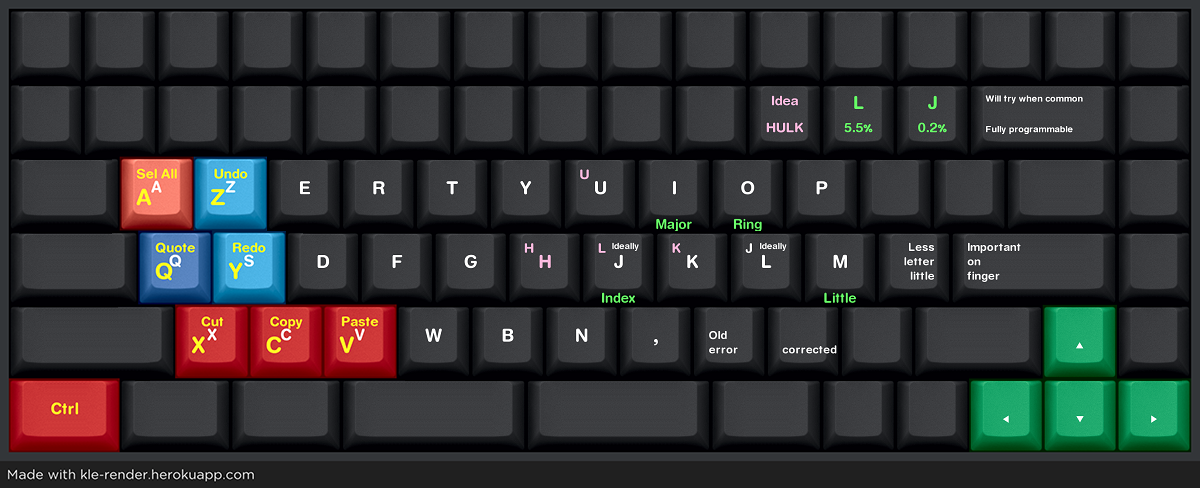 Idea
HULK
L
5.5%
J
0.2%
Will try when common
Fully programmable
Sel All
A
A
Undo
Z
Z
E
R
T
Y
U
U
I
O
P
Major
Ring
Quote
Q
Q
Redo
S
Y
D
F
G
H
H
L Ideally
J
K
K
J Ideally
L
M
Less
letter
little
Important
on
finger
Index
Little
Cut
X
X
Copy
C
C
Paste
V
V
W
B
N
,
Old
error
corrected
▲
Ctrl
◄
▼
►
Made with kle-render.herokuapp.com